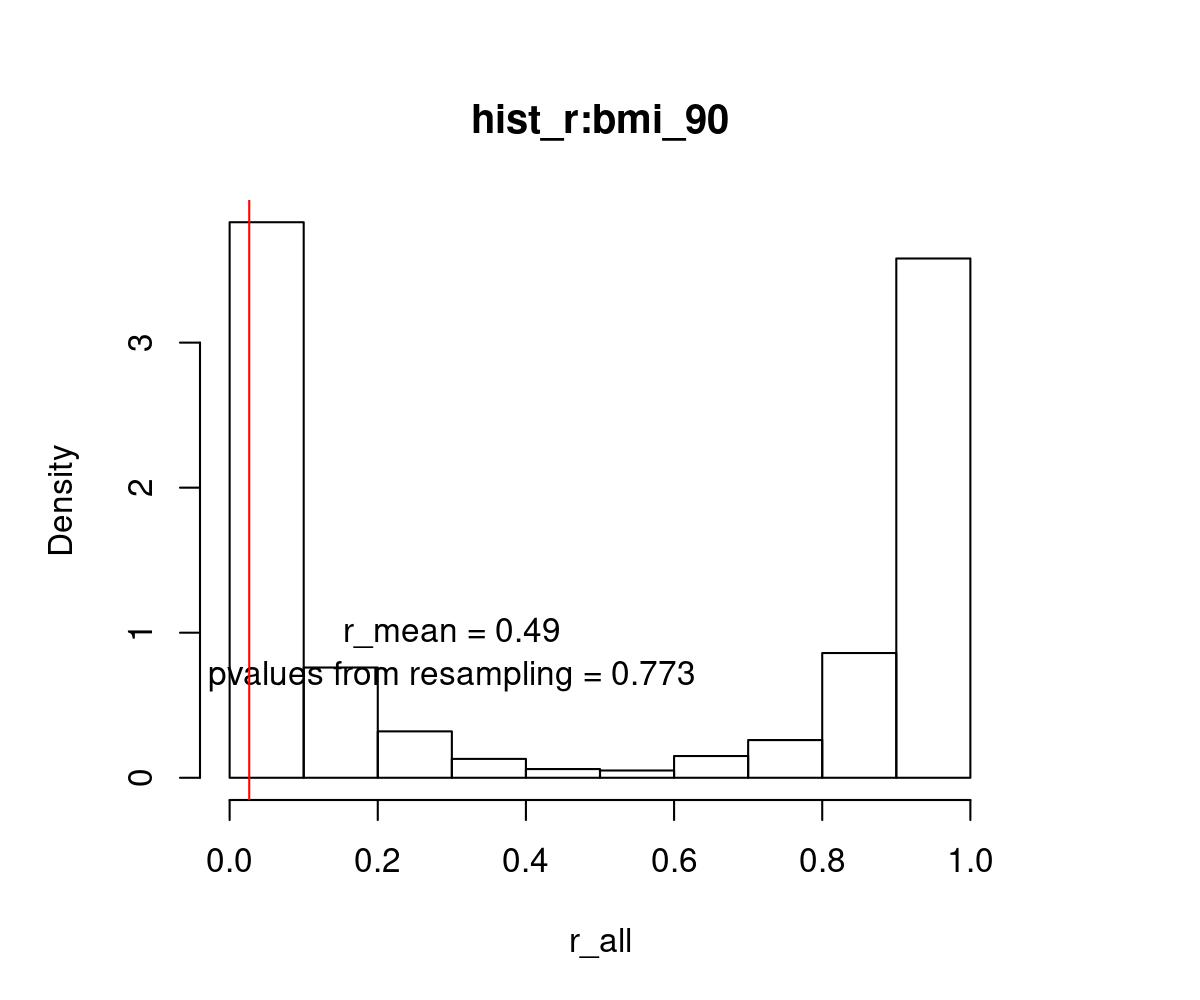 hist_r:bmi_90
Density
3
2
1
0
r_mean = 0.49
pvalues from resampling = 0.773
0.0 0.2 0.4 0.6 0.8 1.0
r_all